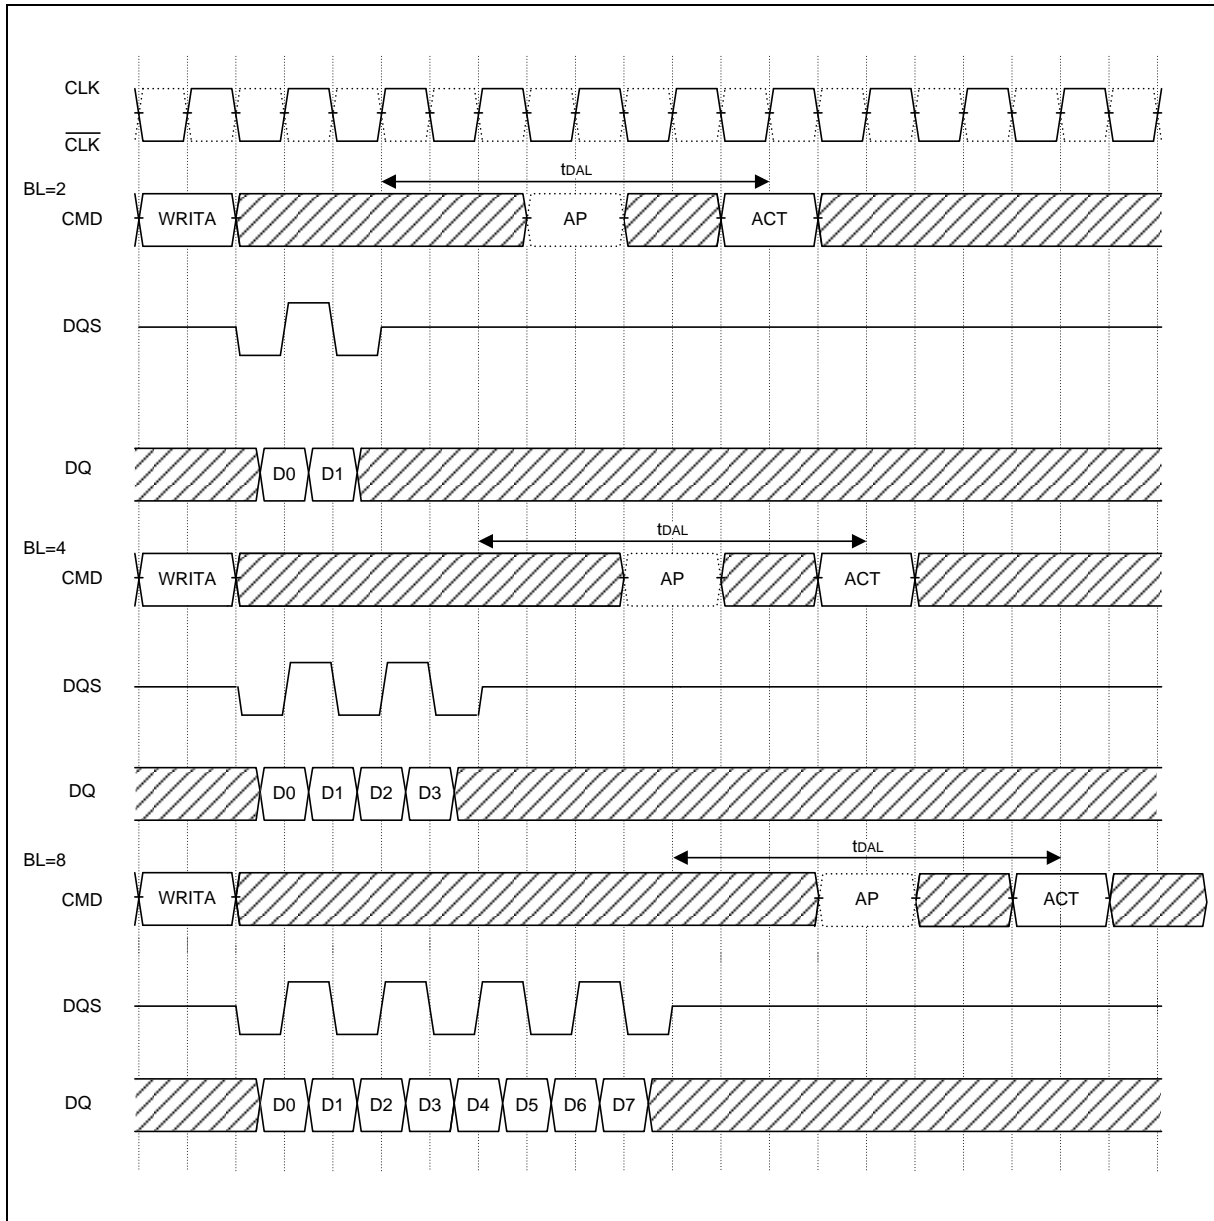 CLK
CLK
tDAL
BL=2
CMD WRITA AP ACT
DQS
DQ D0 D1
tDAL
BL=4
CMD WRITA AP ACT
DQS
DQ D0 D1 D2 D3
tDAL
BL=8
CMD WRITA AP ACT
DQS
DQ D0 D1 D2 D3 D4 D5 D6 D7